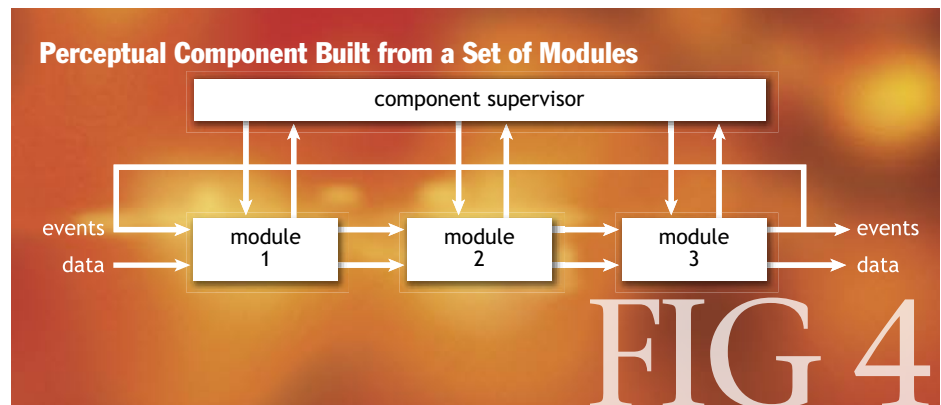 Perceptual Component Built from a Set of Modules
component supervisor
events
data
module
1
module
2
module
3
events
data
FIG 4